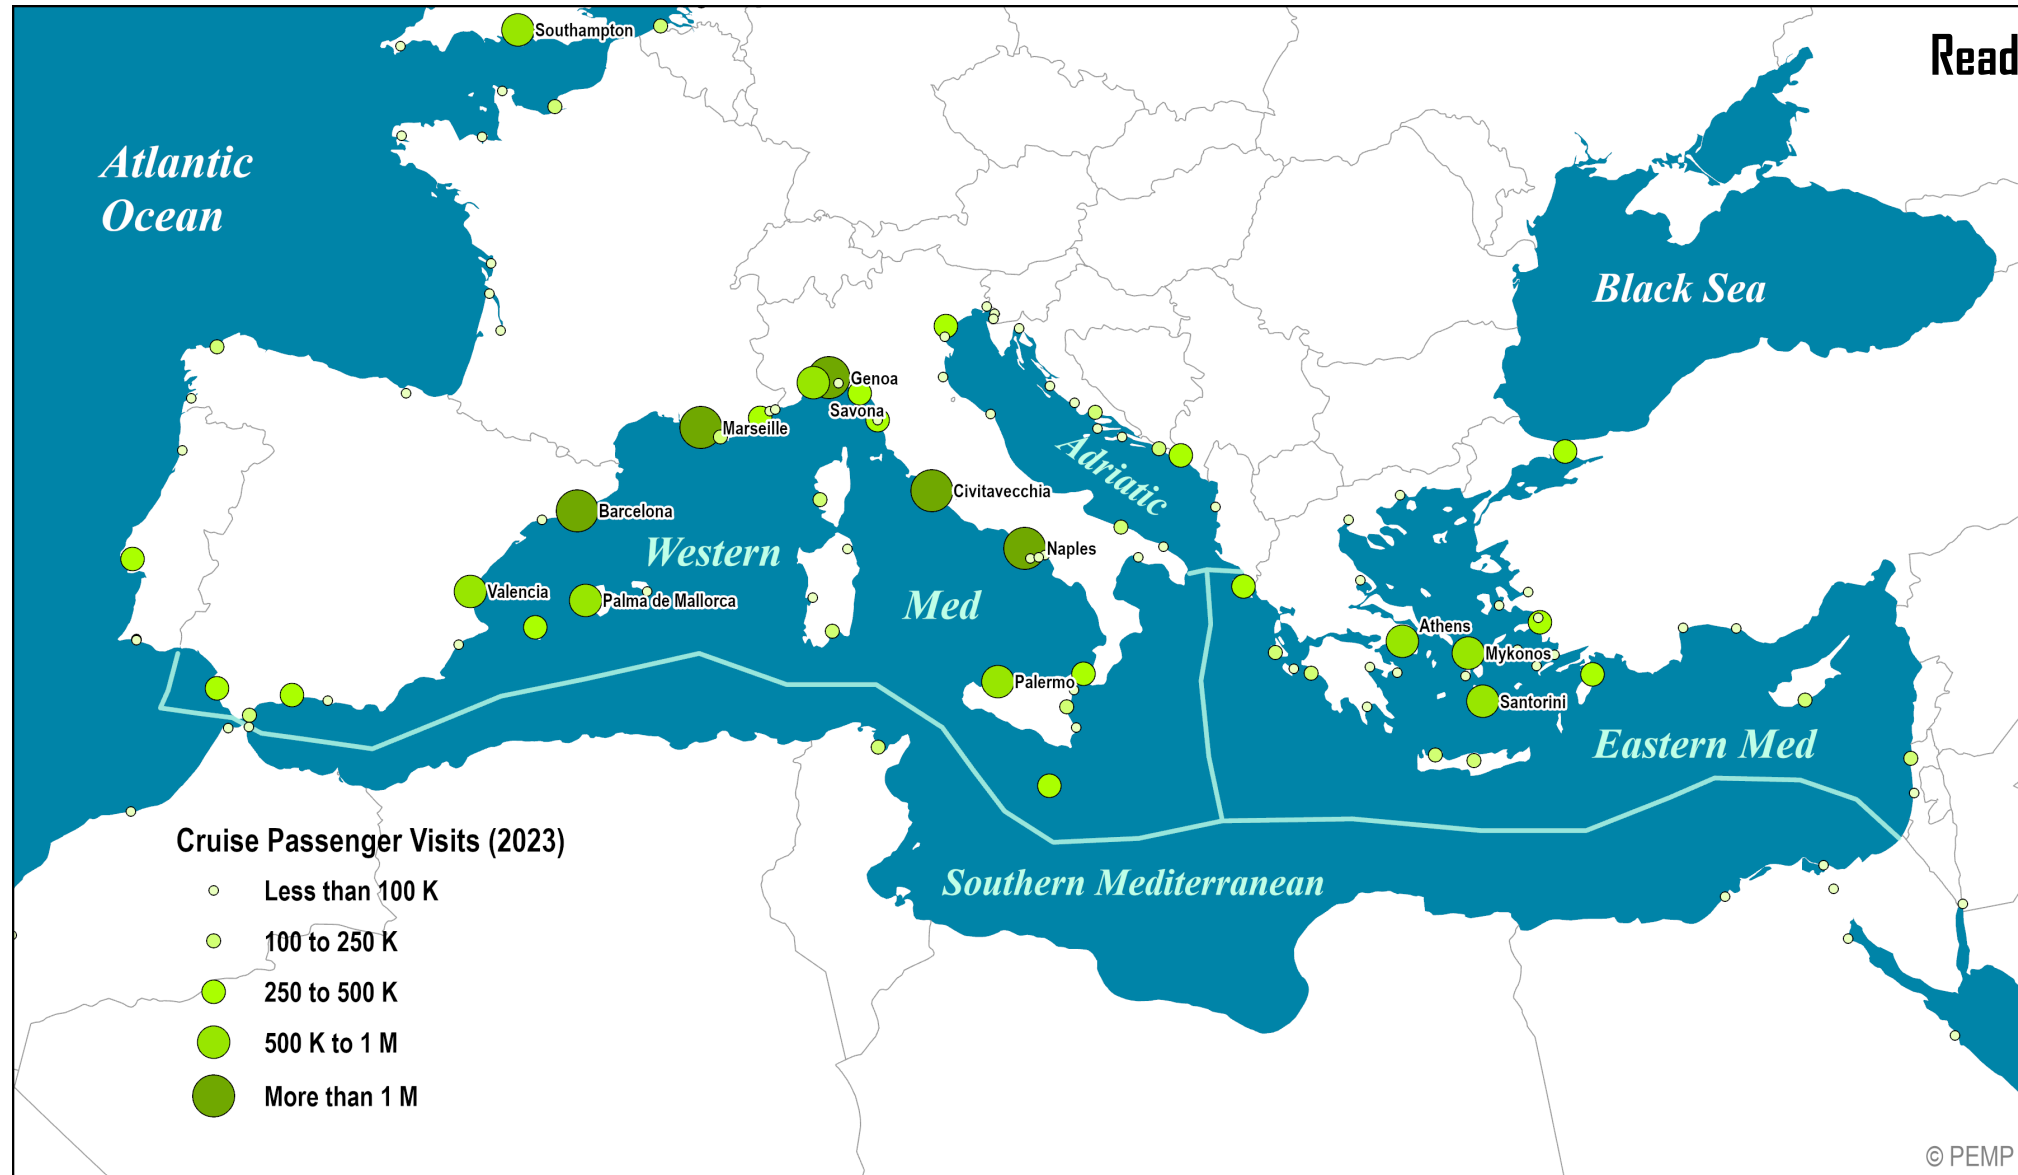 Southampton
Read
Atlantic
Ocean
Black Sea
Genoa
Savona
Marseille
Adriatic
Civitavecchia
Barcelona
Western
Naples
Valencia
Palma de Mallorca
Med
Athens
Mykonos
Palermo
Santorini
Eastern Med
Cruise Passenger Visits (2023)
Less than 100 K
Southern Mediterranean
100 to 250 K
250 to 500 K
500 K to 1 M
More than 1 M
© PEMP